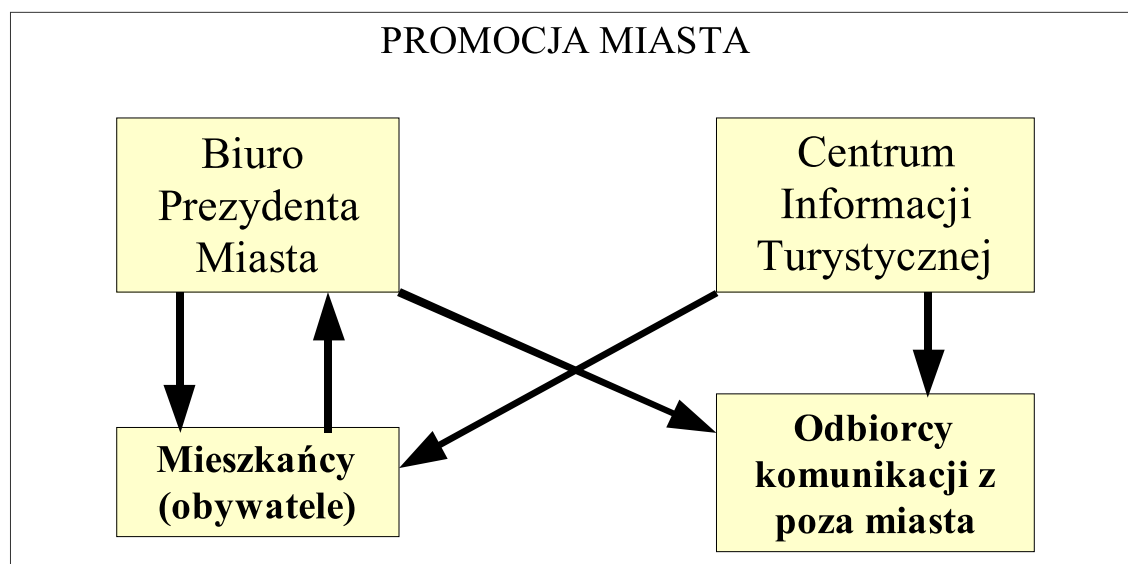 PROMOCJA MIASTA
Biuro
Prezydenta
Miasta
Centrum
Informacji
Turystycznej
Mieszkańcy
(obywatele)
Odbiorcy
komunikacji z
poza miasta